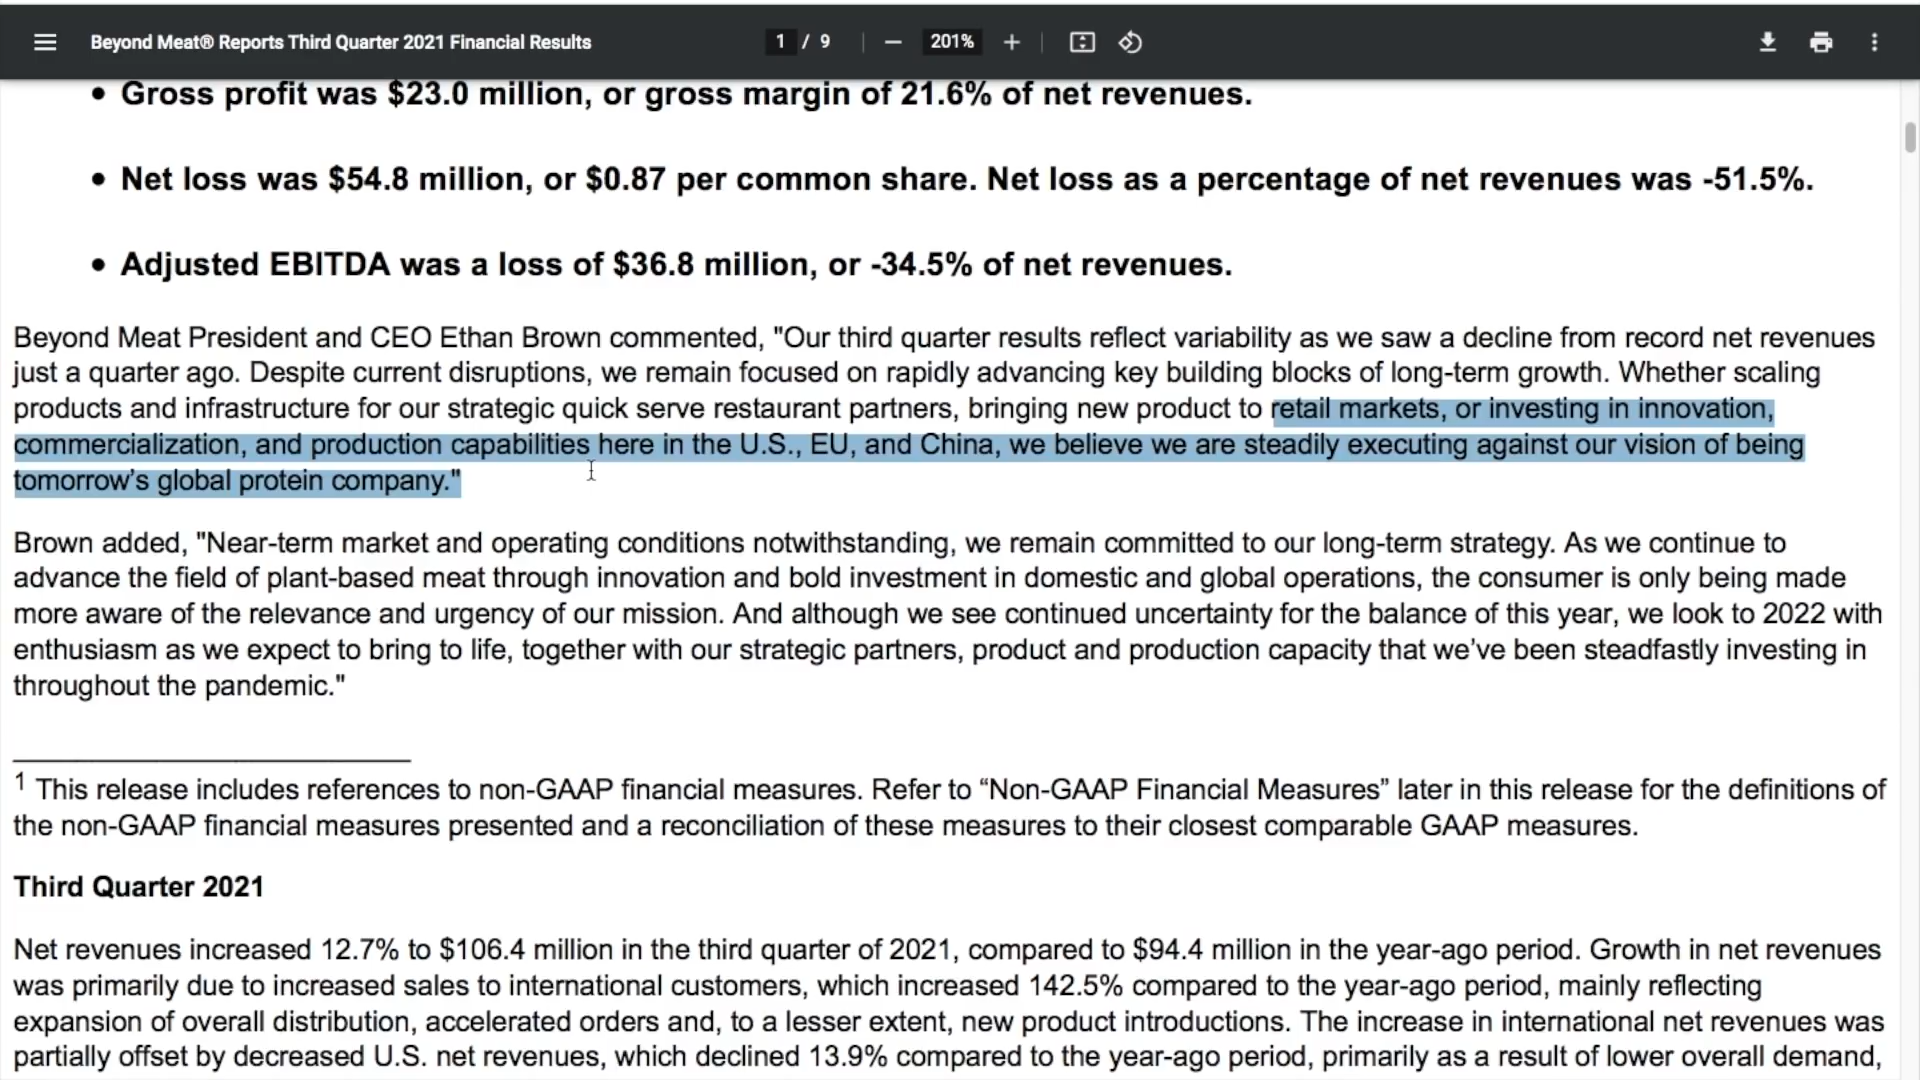 Beyond Meat® Reports Third Quarter 2021 Financial Results
1 / 9
201%
• Gross profit was $23.0 million, or gross margin of 21.6% of net revenues.
• Net loss was $54.8 million, or $0.87 per common share. Net loss as a percentage of net revenues was -51.5%.
• Adjusted EBITDA was a loss of $36.8 million, or -34.5% of net revenues.
Beyond Meat President and CEO Ethan Brown commented, "Our third quarter results reflect variability as we saw a decline from record net revenues
just a quarter ago. Despite current disruptions, we remain focused on rapidly advancing key building blocks of long-term growth. Whether scaling
products and infrastructure for our strategic quick serve restaurant partners, bringing new product to retail markets, or investing in innovation,
commercialization, and production capabilities here in the U.S., EU, and China, we believe we are steadily executing against our vision of being
tomorrow’s global protein company."
Brown added, "Near-term market and operating conditions notwithstanding, we remain committed to our long-term strategy. As we continue to
advance the field of plant-based meat through innovation and bold investment in domestic and global operations, the consumer is only being made
more aware of the relevance and urgency of our mission. And although we see continued uncertainty for the balance of this year, we look to 2022 with
enthusiasm as we expect to bring to life, together with our strategic partners, product and production capacity that we’ve been steadfastly investing in
throughout the pandemic."
1 This release includes references to non-GAAP financial measures. Refer to “Non-GAAP Financial Measures” later in this release for the definitions of
the non-GAAP financial measures presented and a reconciliation of these measures to their closest comparable GAAP measures.
Third Quarter 2021
Net revenues increased 12.7% to $106.4 million in the third quarter of 2021, compared to $94.4 million in the year-ago period. Growth in net revenues
was primarily due to increased sales to international customers, which increased 142.5% compared to the year-ago period, mainly reflecting
expansion of overall distribution, accelerated orders and, to a lesser extent, new product introductions. The increase in international net revenues was
partially offset by decreased U.S. net revenues, which declined 13.9% compared to the year-ago period, primarily as a result of lower overall demand,